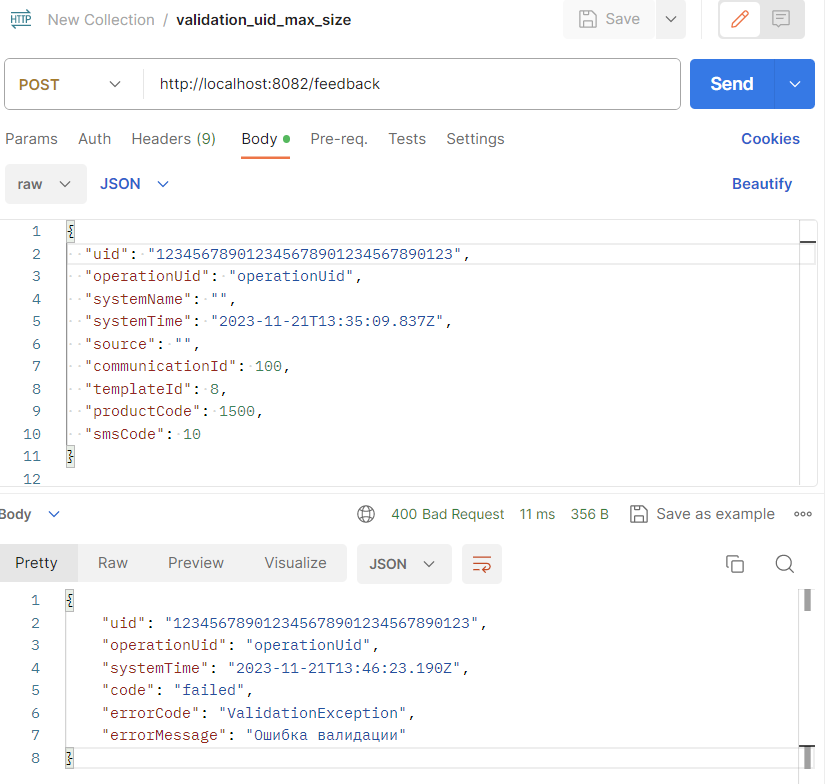 HTTP New Collection / validation_uid_max_size Save
POST http://localhost:8082/feedback Send
Params Auth Headers (9) Body Pre-req. Tests Settings Cookies
raw JSON Beautify
1 {
2 "uid": "123456789012345678901234567890123",
3 "operationUid": "operationUid",
4 "systemName": "",
5 "systemTime": "2023-11-21T13:35:09.837Z",
6 "source": "",
7 "communicationId": 100,
8 "templateId": 8,
9 "productCode": 1500,
10 "smsCode": 10
11 }
12
Body 400 Bad Request 11 ms 356 B Save as example
Pretty Raw Preview Visualize JSON
1 {
2 "uid": "123456789012345678901234567890123",
3 "operationUid": "operationUid",
4 "systemTime": "2023-11-21T13:46:23.190Z",
5 "code": "failed",
6 "errorCode": "ValidationException",
7 "errorMessage": "Ошибка валидации"
8 }